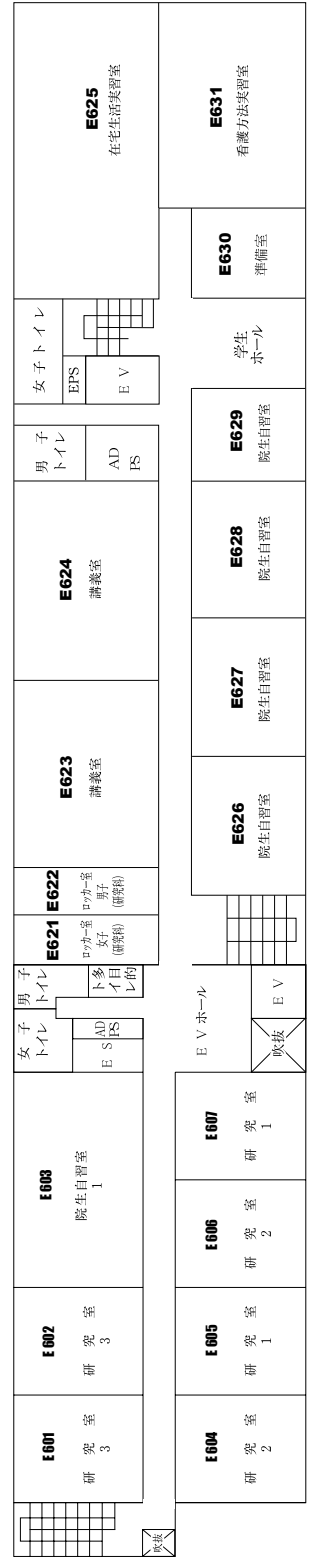 E625
在宅生活実習室
E631
看護方法実習室
E630
準備室
女子トイレ
EPS
E V
学生
ホール
男 子
トイレ
AD
PS
E629
院生自習室
E624
講義室
E628
院生自習室
E623
講義室
E627
院生自習室
E626
院生自習室
E622
ロッカー室
男子
(研究科)
E621
ロッカー室
女子
(研究科)
男 子
トイレ
多目的
トイレ
女 子
トイレ
AD
PS
E S
E V ホール
E V
吹抜
E603
院生自習室
1
E607
研 究 室
1
E606
研 究 室
2
E602
研 究 室
3
E605
研 究 室
1
E601
研 究 室
3
E604
研 究 室
2
吹抜